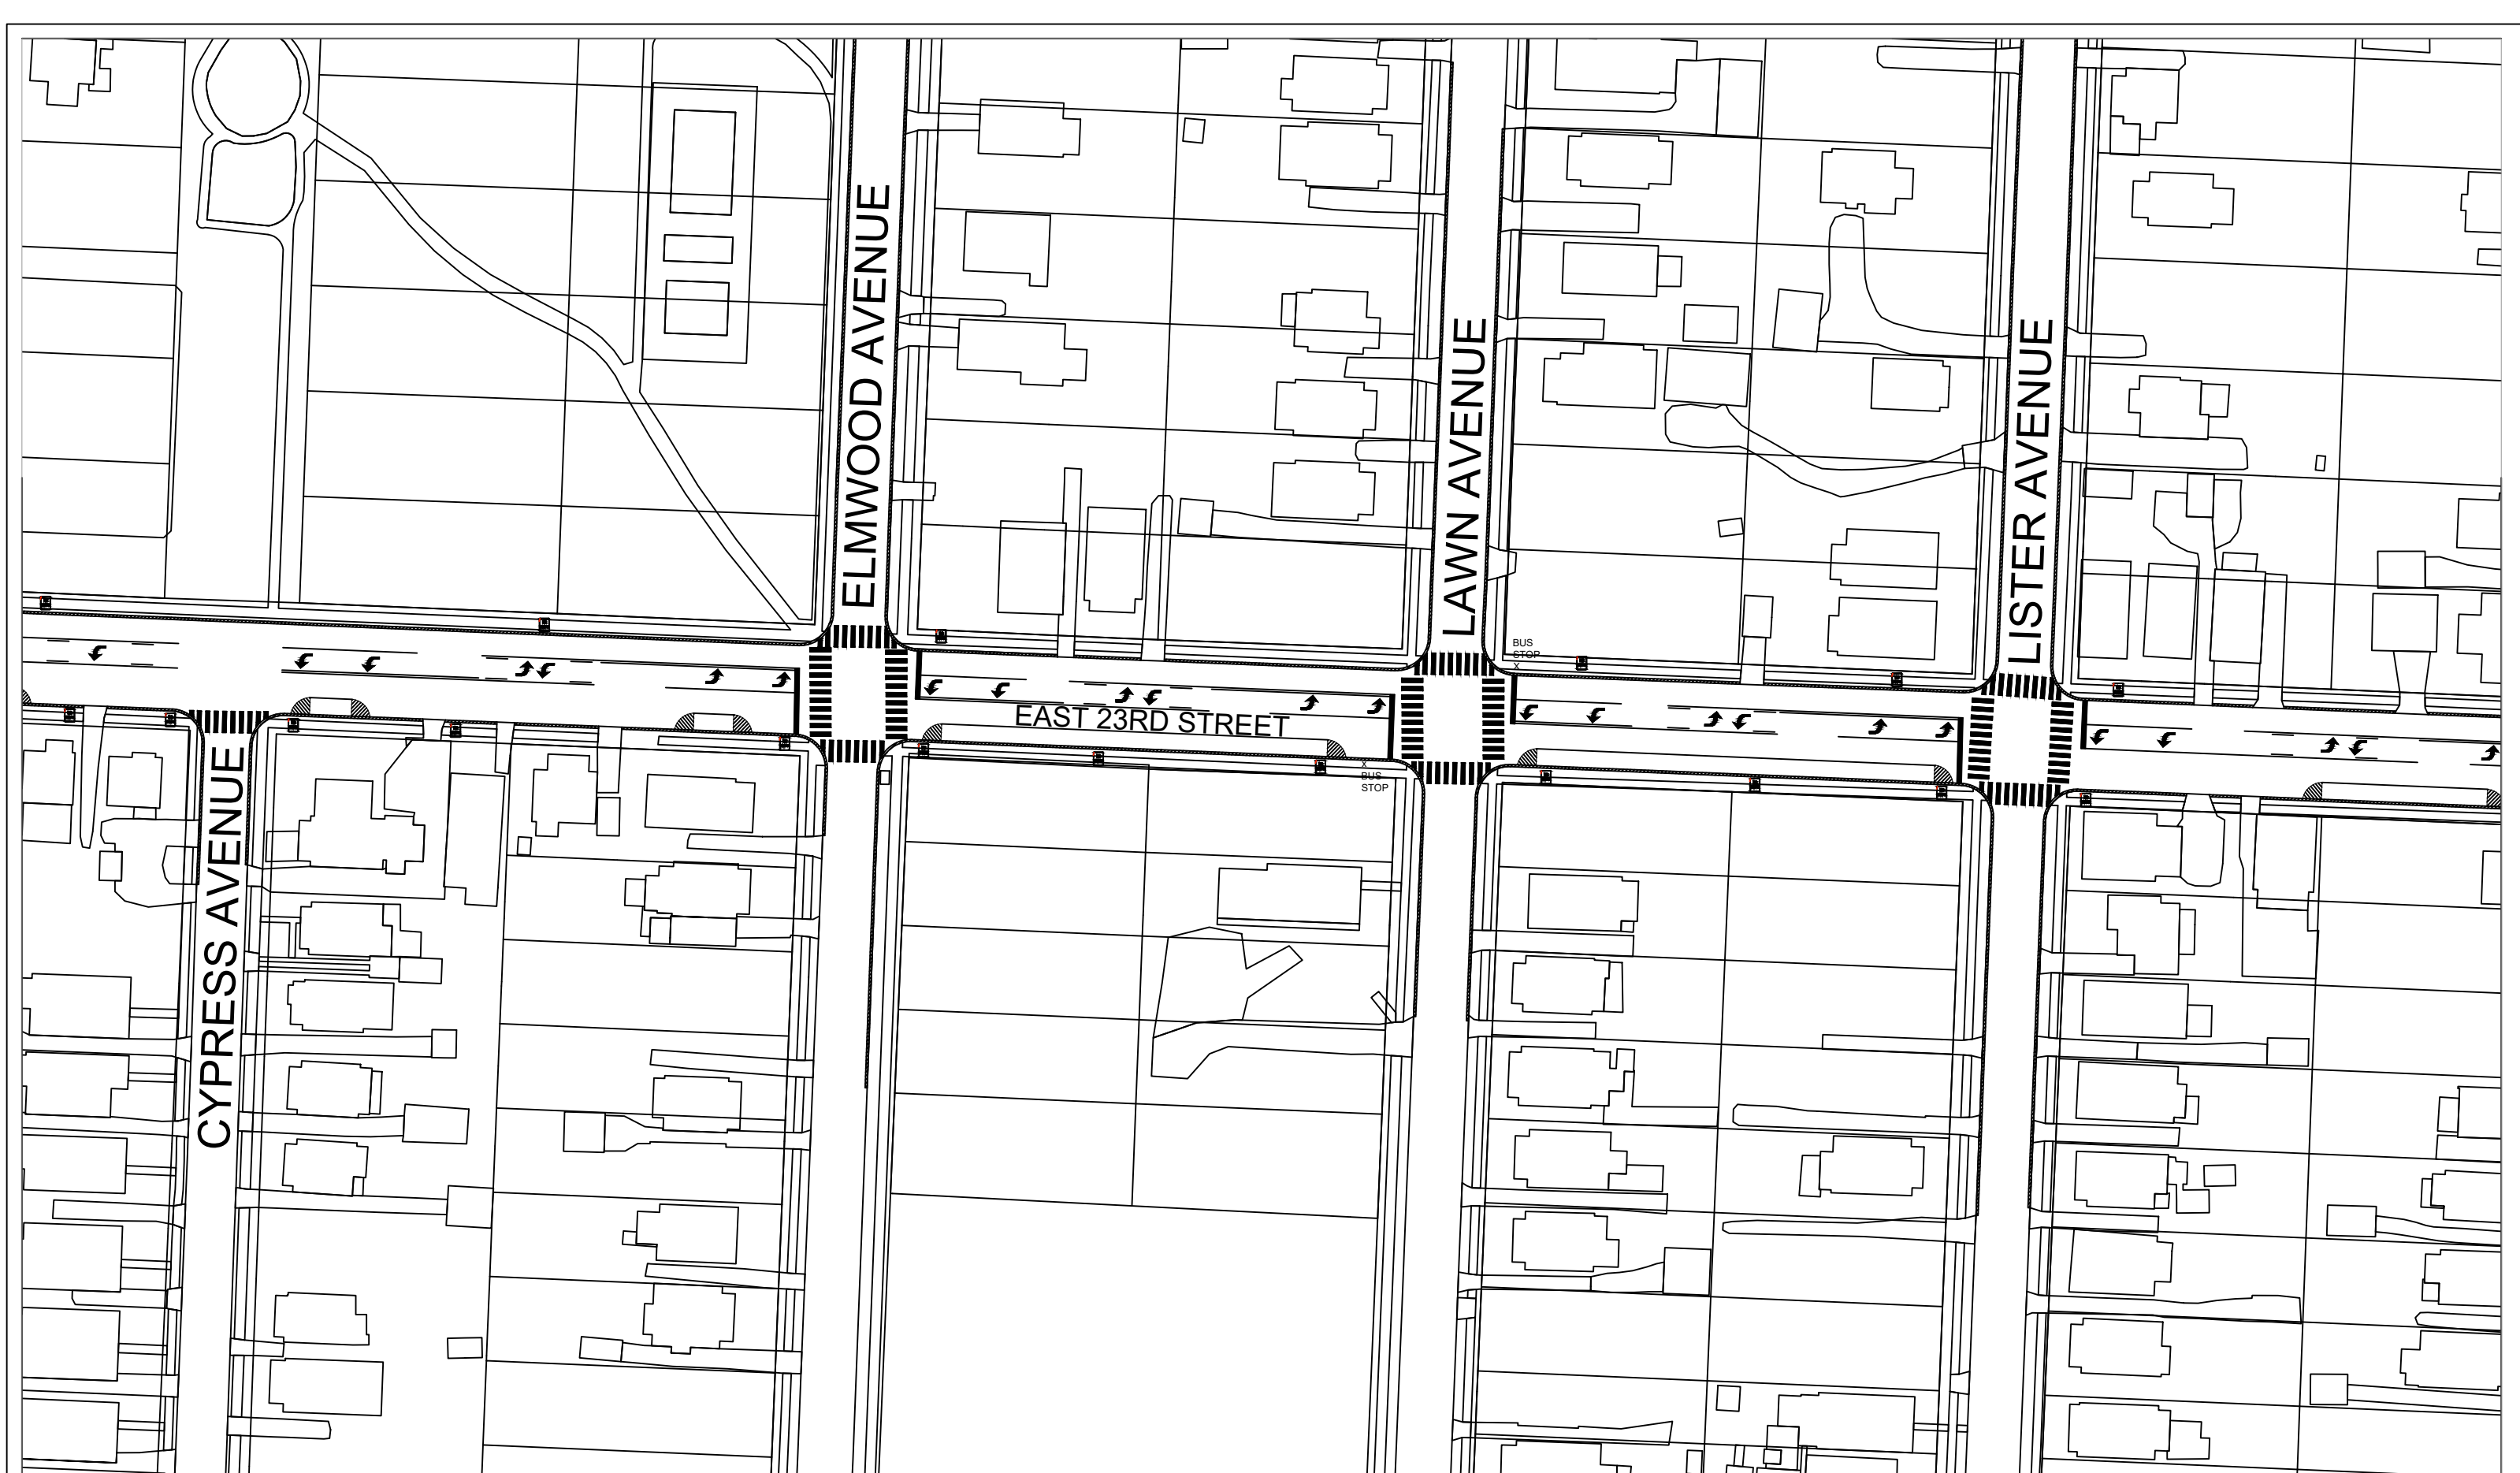 ELMWOOD AVENUE
LAWN AVENUE
LISTER AVENUE
BUS
STOP
X
EAST 23RD STREET
X
BUS
STOP
CYPRESS AVENUE